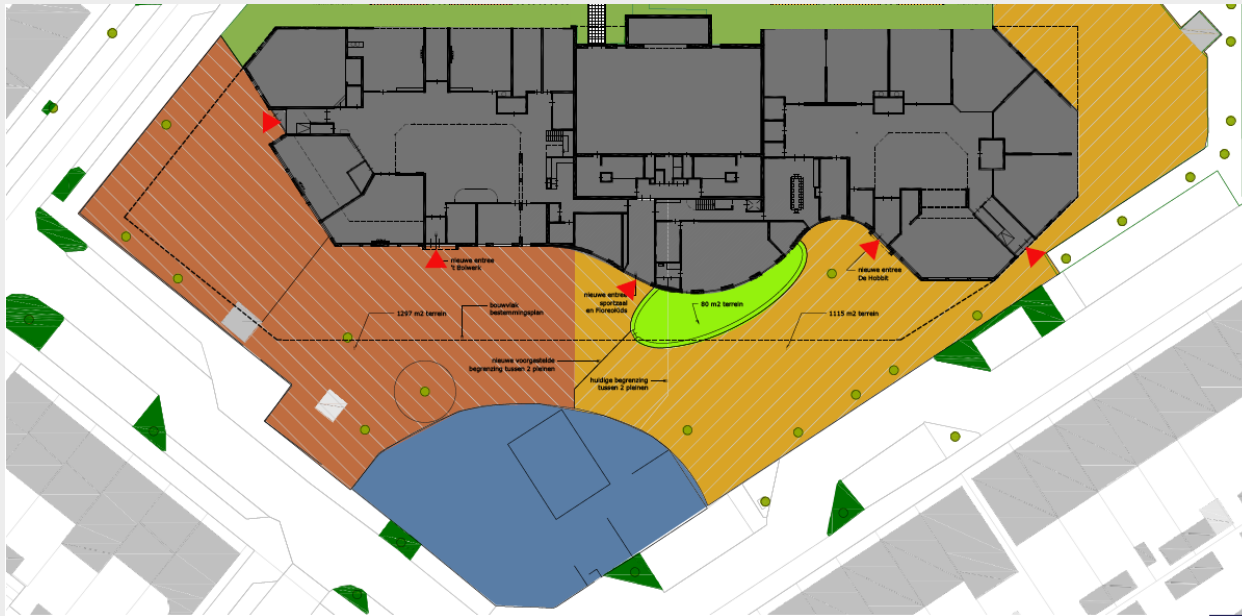 nieuwe entree
't Bolwerk
nieuwe entree
De Hobbit
nieuwe entree
sportzaal
en FloreoKids
80 m2 terrein
bouwvlak
bestemmingsplan
1297 m2 terrein
1115 m2 terrein
nieuwe voorgestelde
begrenzing tussen 2 pleinen
huidige begrenzing
tussen 2 pleinen